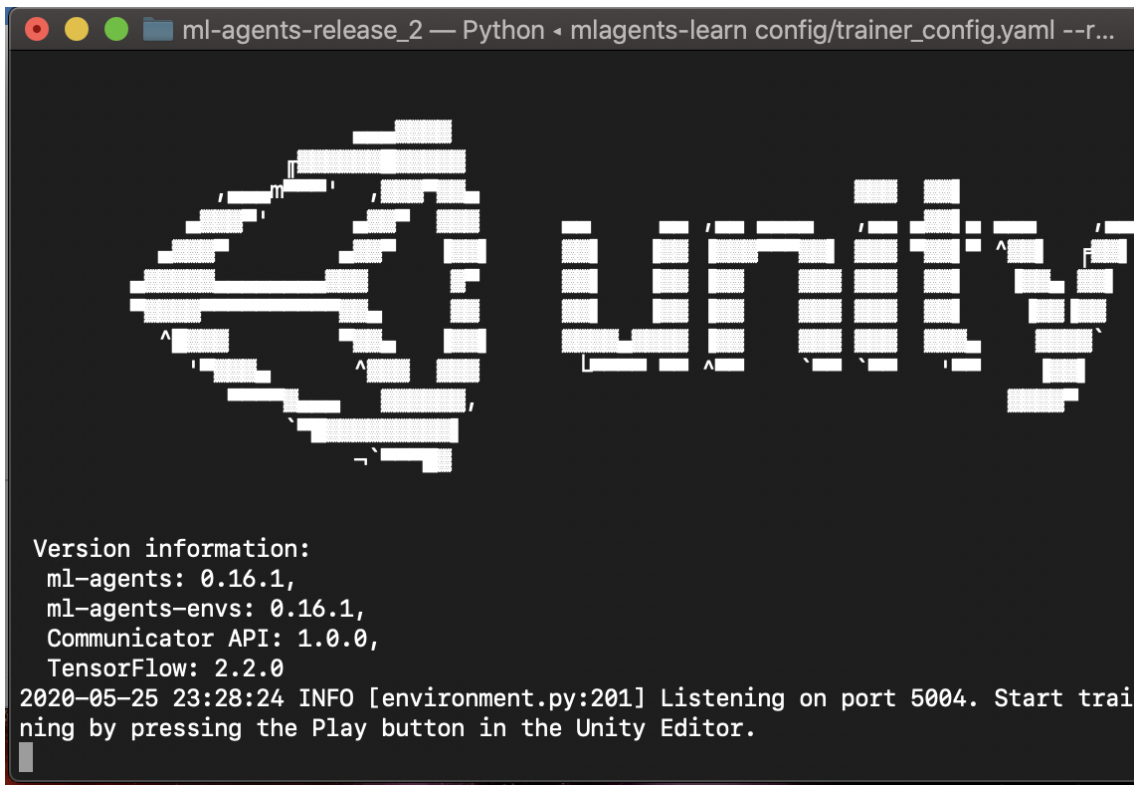 ml-agents-release_2 — Python ◂ mlagents-learn config/trainer_config.yaml --r...
unity
Version information:
ml-agents: 0.16.1,
ml-agents-envs: 0.16.1,
Communicator API: 1.0.0,
TensorFlow: 2.2.0
2020-05-25 23:28:24 INFO [environment.py:201] Listening on port 5004. Start trai
ning by pressing the Play button in the Unity Editor.